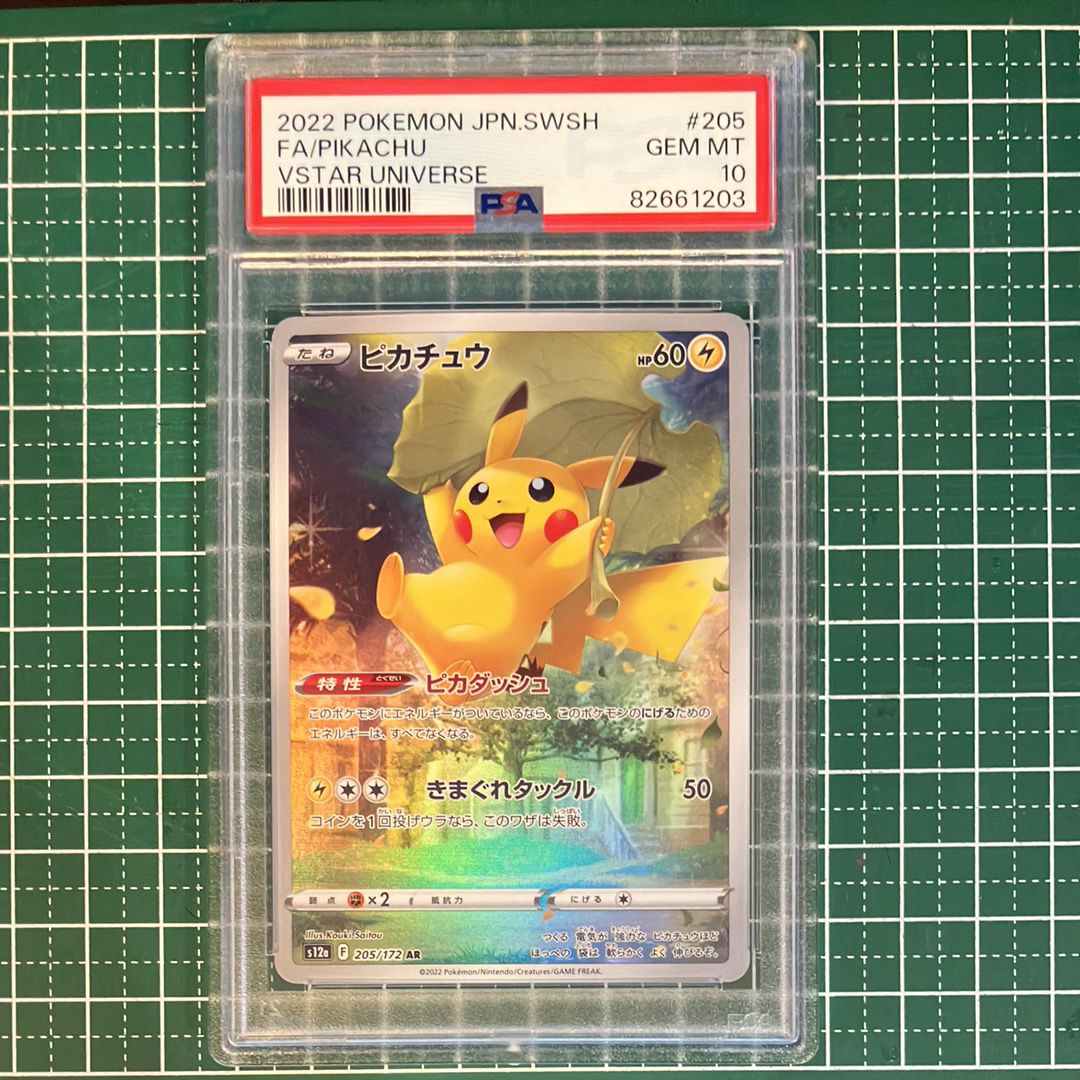 2022 POKEMON JPN.SWSH #205
FA/PIKACHU GEM MT
VSTAR UNIVERSE 10
PSA 82661203
たね ピカチュウ HP60
特性 とくせい ピカダッシュ
このポケモンにエネルギーがついているなら、このポケモンのにげるための
エネルギーは、すべてなくなる。
きまぐれタックル 50
コインを1回投げウラなら、このワザは失敗。
弱点 ×2 抵抗力 にげる
Illus.Kouki Saitou
つくる 電気が 強力な ピカチュウほど
ほっぺの 袋は 軟らかく よく 伸びるぞ。
s12a F 205/172 AR
©2022 Pokémon/Nintendo/Creatures/GAME FREAK.